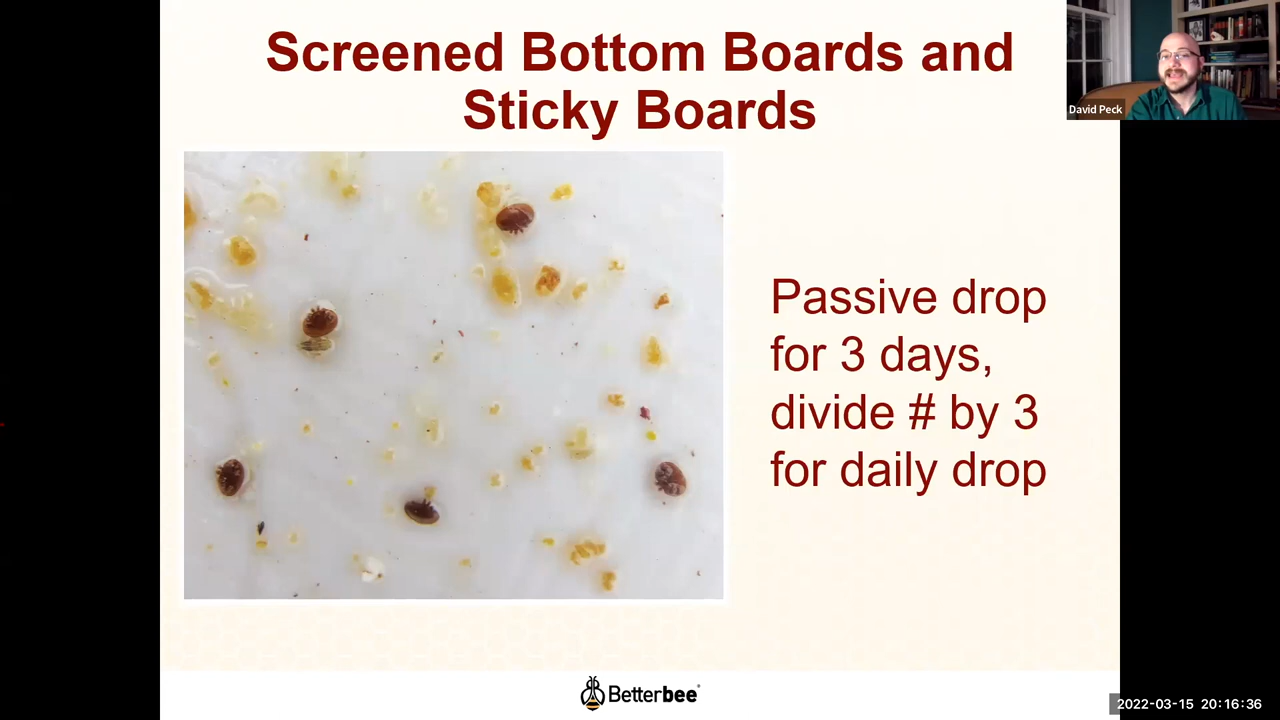 Screened Bottom Boards and
Sticky Boards
David Peck
Passive drop
for 3 days,
divide # by 3
for daily drop
Betterbee®
2022-03-15 20:16:36